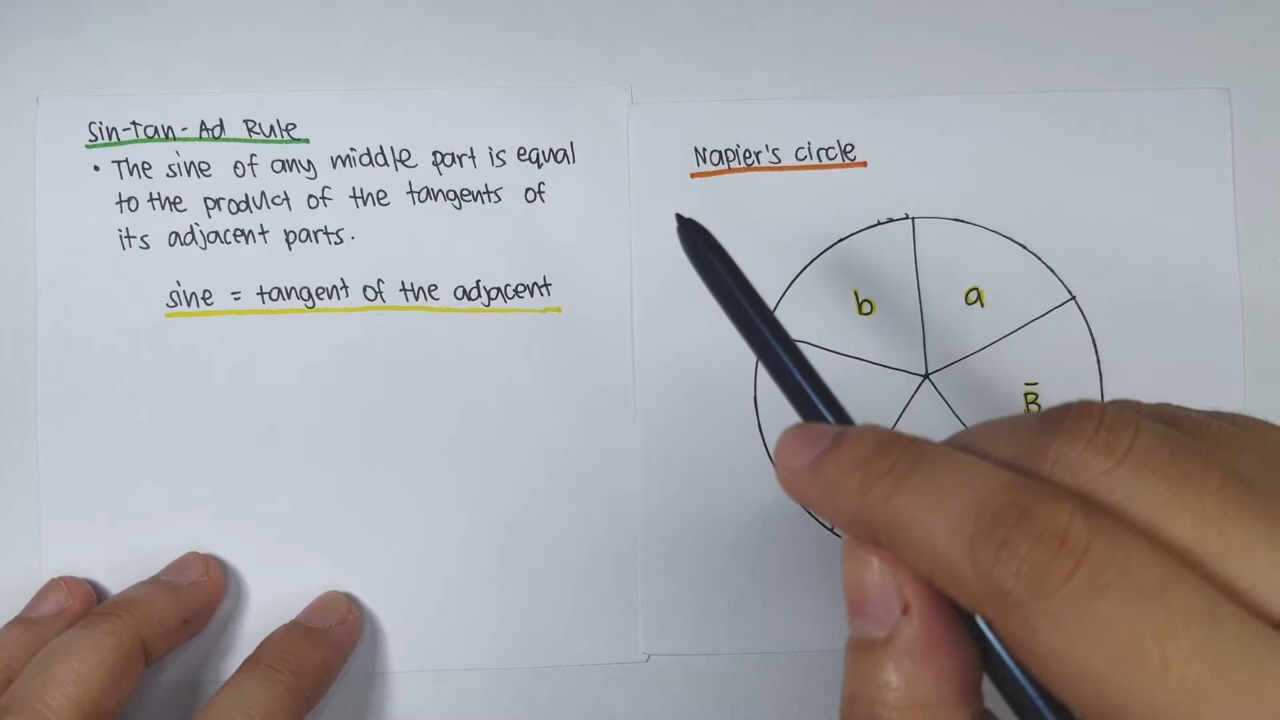 Sin-Tan-Ad Rule
• The sine of any middle part is equal
to the product of the tangents of
its adjacent parts.
sine = tangent of the adjacent
Napier's circle
b
a
B̅